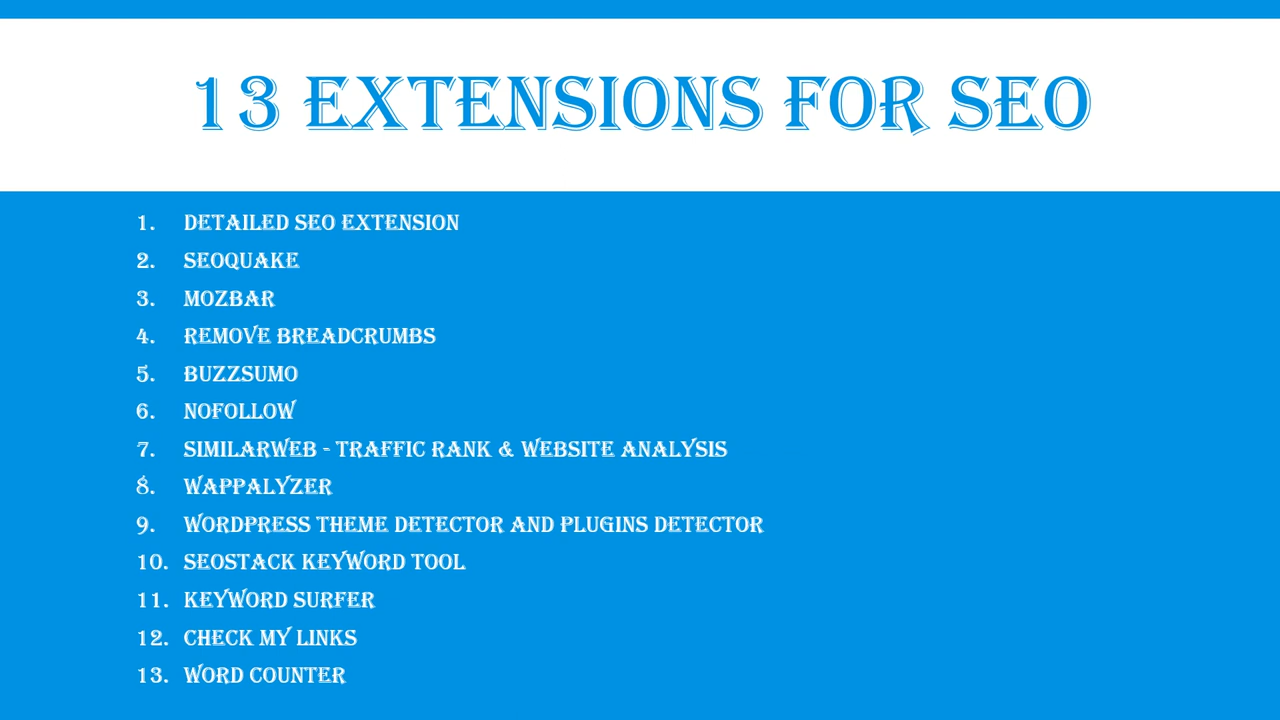 13 EXTENSIONS FOR SEO
1. DETAILED SEO EXTENSION
2. SEOQUAKE
3. MOZBAR
4. REMOVE BREADCRUMBS
5. BUZZSUMO
6. NOFOLLOW
7. SIMILARWEB - TRAFFIC RANK & WEBSITE ANALYSIS
8. WAPPALYZER
9. WORDPRESS THEME DETECTOR AND PLUGINS DETECTOR
10. SEOSTACK KEYWORD TOOL
11. KEYWORD SURFER
12. CHECK MY LINKS
13. WORD COUNTER